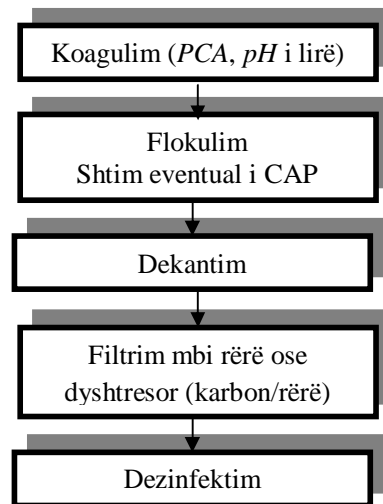 Koagulim (PCA, pH i lirë)
Flokulim
Shtim eventual i CAP
Dekantim
Filtrim mbi rërë ose
dyshtresor (karbon/rërë)
Dezinfektim